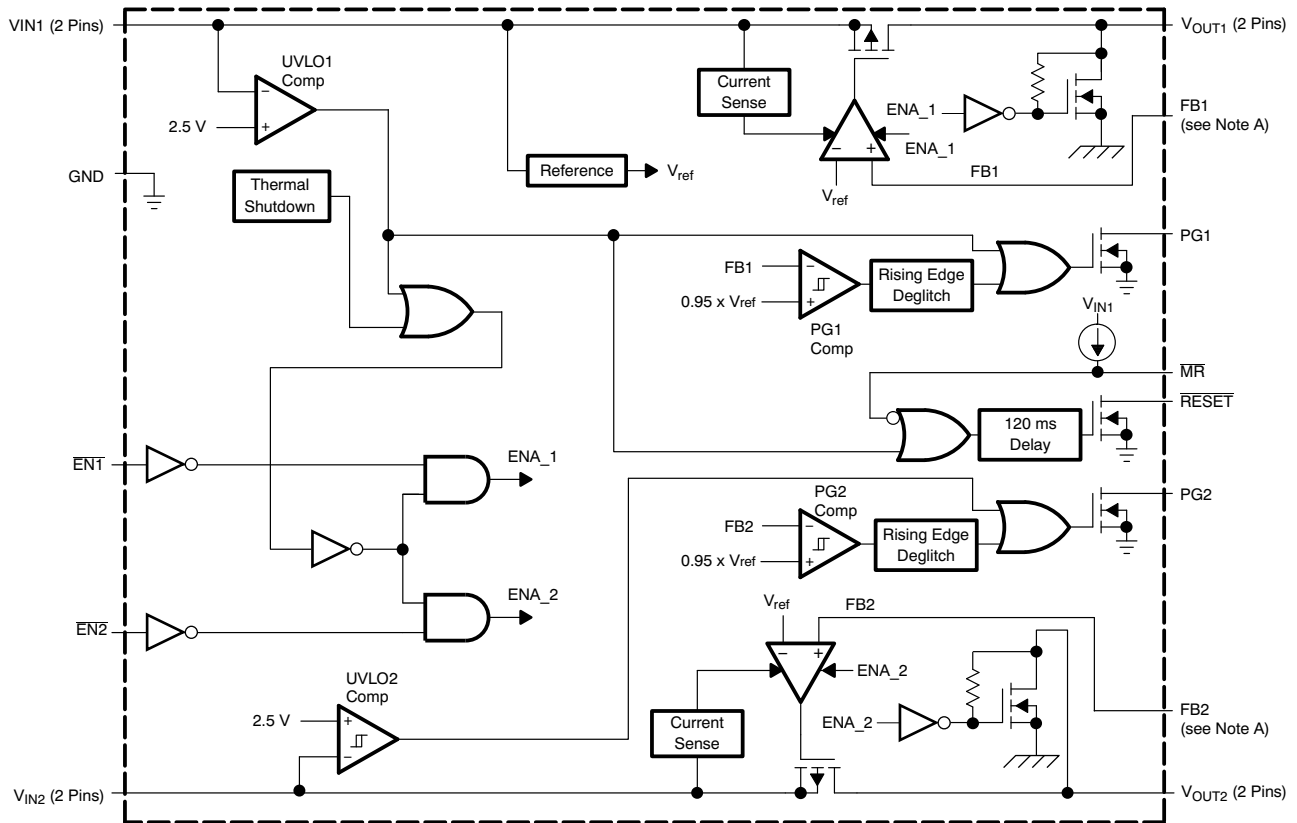 VIN1 (2 Pins)
VOUT1 (2 Pins)
UVLO1
Comp
−
+
2.5 V
Current
Sense
ENA_1
ENA_1
FB1
(see Note A)
−
+
GND
Reference
Vref
FB1
Vref
Thermal
Shutdown
PG1
FB1
−
Rising Edge
Deglitch
0.95 x Vref
+
PG1
Comp
VIN1
MR
RESET
120 ms
Delay
EN1
ENA_1
PG2
PG2
Comp
FB2
−
Rising Edge
Deglitch
0.95 x Vref
+
ENA_2
Vref
FB2
EN2
−
+
ENA_2
UVLO2
Comp
2.5 V
+
−
Current
Sense
ENA_2
FB2
(see Note A)
VIN2 (2 Pins)
VOUT2 (2 Pins)